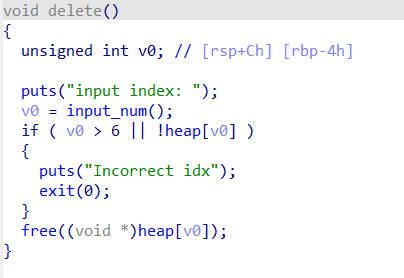 void delete()
{
  unsigned int v0; // [rsp+Ch] [rbp-4h]

  puts("input index: ");
  v0 = input_num();
  if ( v0 > 6 || !heap[v0] )
  {
    puts("Incorrect idx");
    exit(0);
  }
  free((void *)heap[v0]);
}